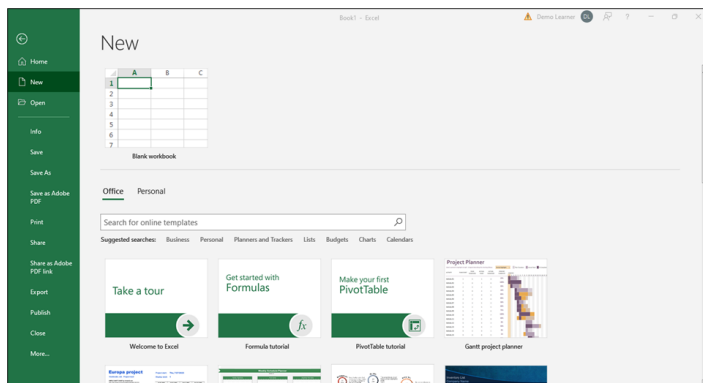 Book1 - Excel
Demo Learner
DL
?
New
Home
New
Open
Info
Save
Save As
Save as Adobe
PDF
Print
Share
Share as Adobe
PDF link
Export
Publish
Close
More...
A B C
1
2
3
4
5
6
7
Blank workbook
Office Personal
Search for online templates
Suggested searches: Business Personal Planners and Trackers Lists Budgets Charts Calendars
Take a tour
Welcome to Excel
Get started with
Formulas
fx
Formula tutorial
Make your first
PivotTable
PivotTable tutorial
Project Planner
Gantt project planner
Europa project